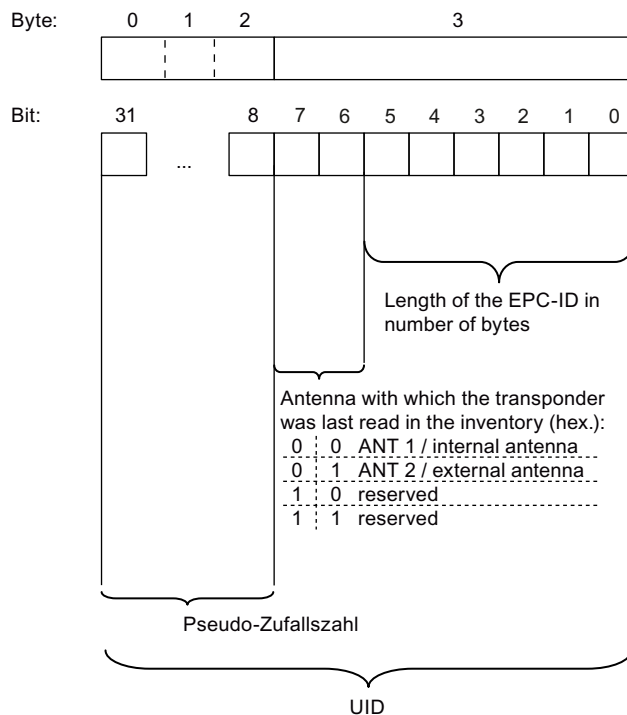 Byte: 0 1 2 3
Bit: 31 8 7 6 5 4 3 2 1 0
...
Length of the EPC-ID in
number of bytes
Antenna with which the transponder
was last read in the inventory (hex.):
0 0 ANT 1 / internal antenna
0 1 ANT 2 / external antenna
1 0 reserved
1 1 reserved
Pseudo-Zufallszahl
UID